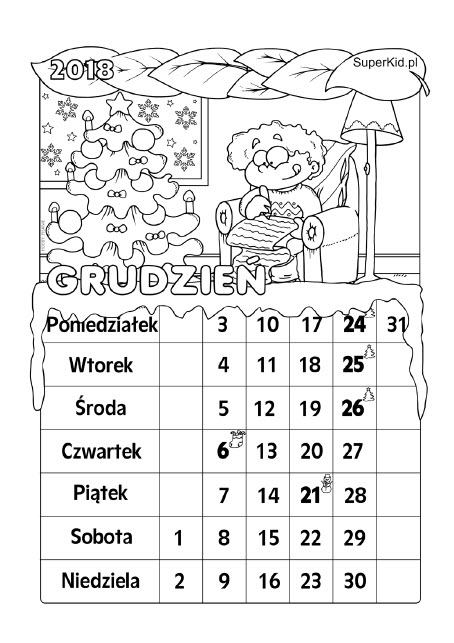 2018
SuperKid.pl
GRUDZIEŃ
Poniedziałek 3 10 17 24 31
Wtorek 4 11 18 25
Środa 5 12 19 26
Czwartek 6 13 20 27
Piątek 7 14 21 28
Sobota 1 8 15 22 29
Niedziela 2 9 16 23 30